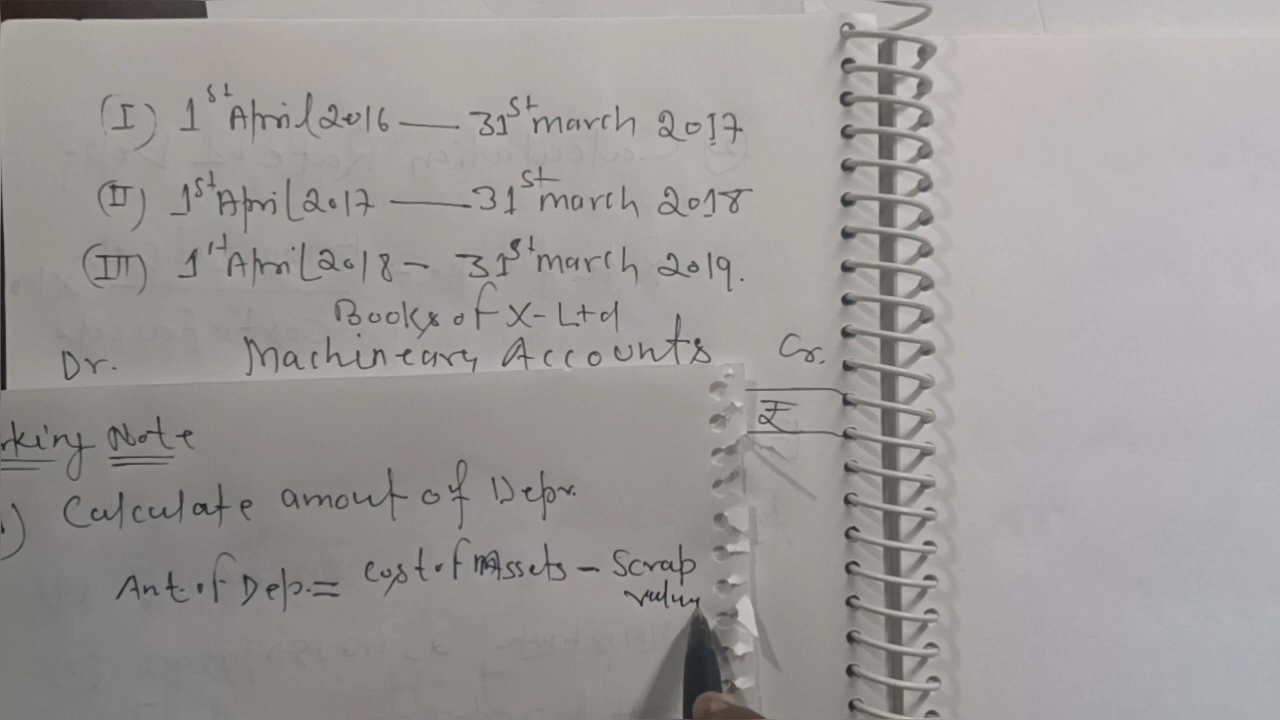 (I) 1st April 2016 — 31st march 2017
(II) 1st April 2017 — 31st march 2018
(III) 1st April 2018 - 31st march 2019.
Books of X-Ltd
Dr. Machineary Accounts Cr.
₹
rking Note
) Calculate amout of Depr.
Amt. of Dep. = Cost of Assets - Scrap
value